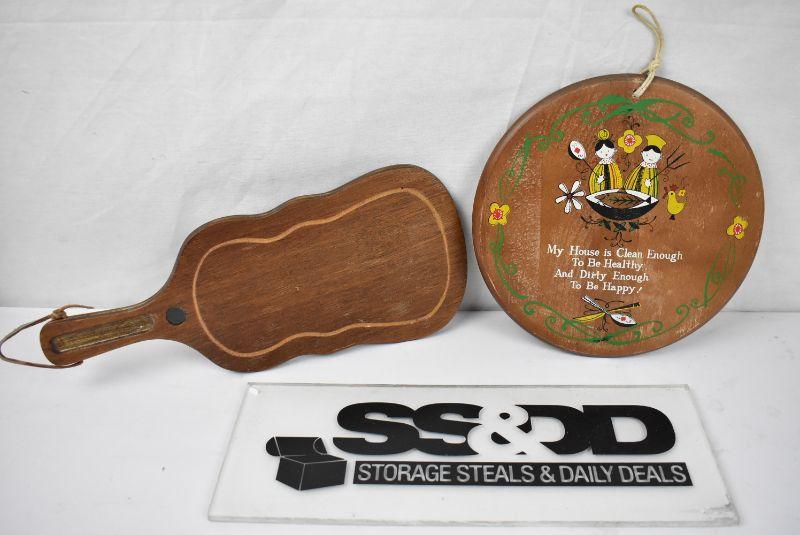 My House is Clean Enough
To Be Healthy
And Dirty Enough
To Be Happy!
SS&DD
STORAGE STEALS & DAILY DEALS